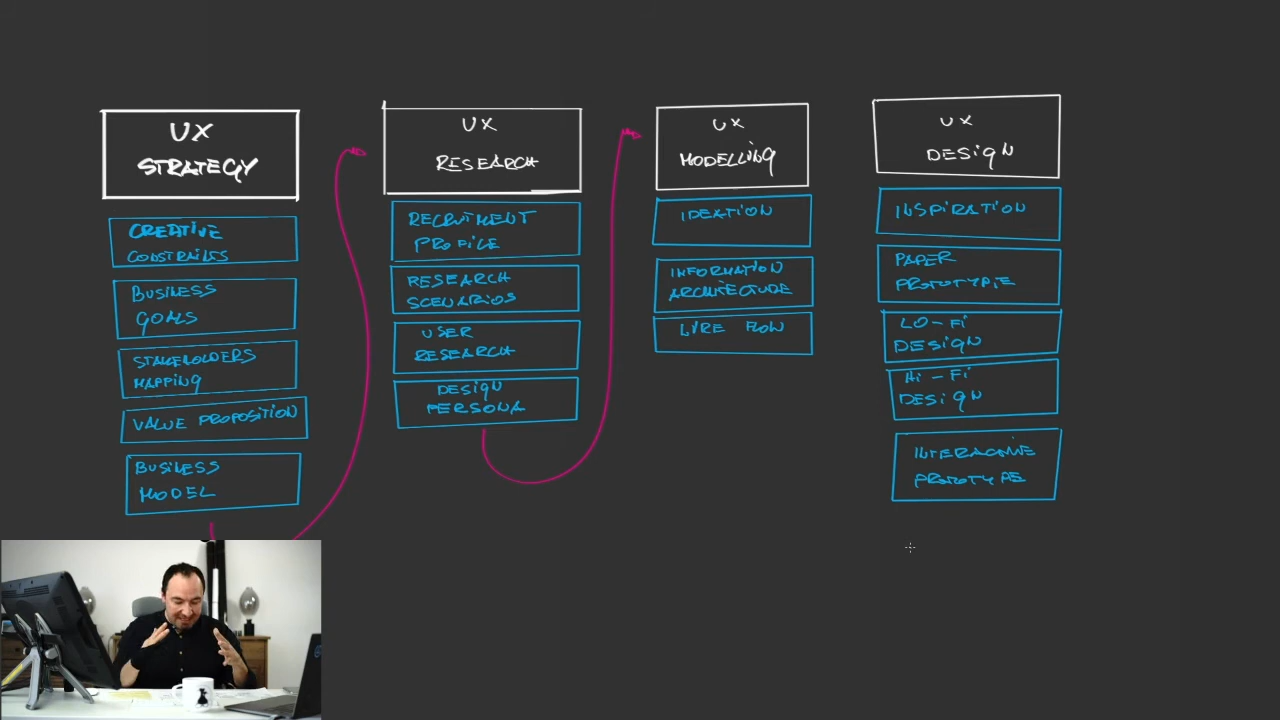 UX
STRATEGY
CREATIVE
CONSTRAINTS
BUSINESS
GOALS
STAKEHOLDERS
MAPPING
VALUE PROPOSITION
BUSINESS
MODEL
UX
RESEARCH
RECRUTMENT
PROFILE
RESEARCH
SCENARIOS
USER
RESEARCH
DESIGN
PERSONA
UX
MODELLING
IDEATION
INFORMATION
ARCHITECTURE
FLOW
UX
DESIGN
INSPIRATION
PAPER
PROTOTYPE
LO-FI
DESIGN
HI-FI
DESIGN
INTERACTIVE
PROTOTYPE